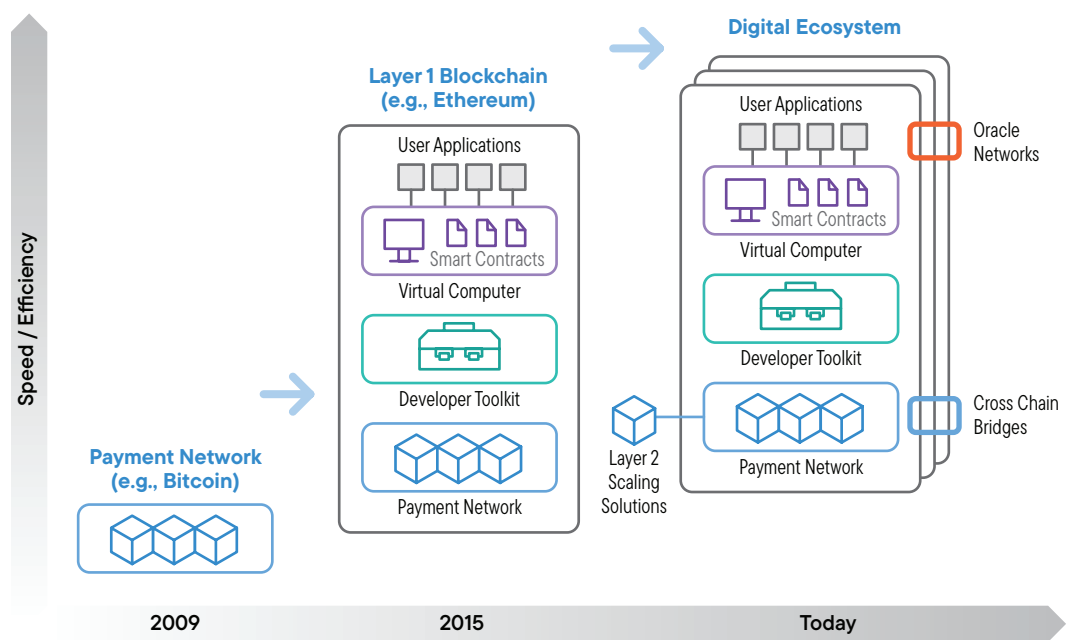 Speed / Efficiency
Payment Network
(e.g., Bitcoin)
Layer 1 Blockchain
(e.g., Ethereum)
User Applications
Smart Contracts
Virtual Computer
Developer Toolkit
Payment Network
Digital Ecosystem
User Applications
Smart Contracts
Virtual Computer
Developer Toolkit
Payment Network
Oracle
Networks
Cross Chain
Bridges
Layer 2
Scaling
Solutions
2009
2015
Today